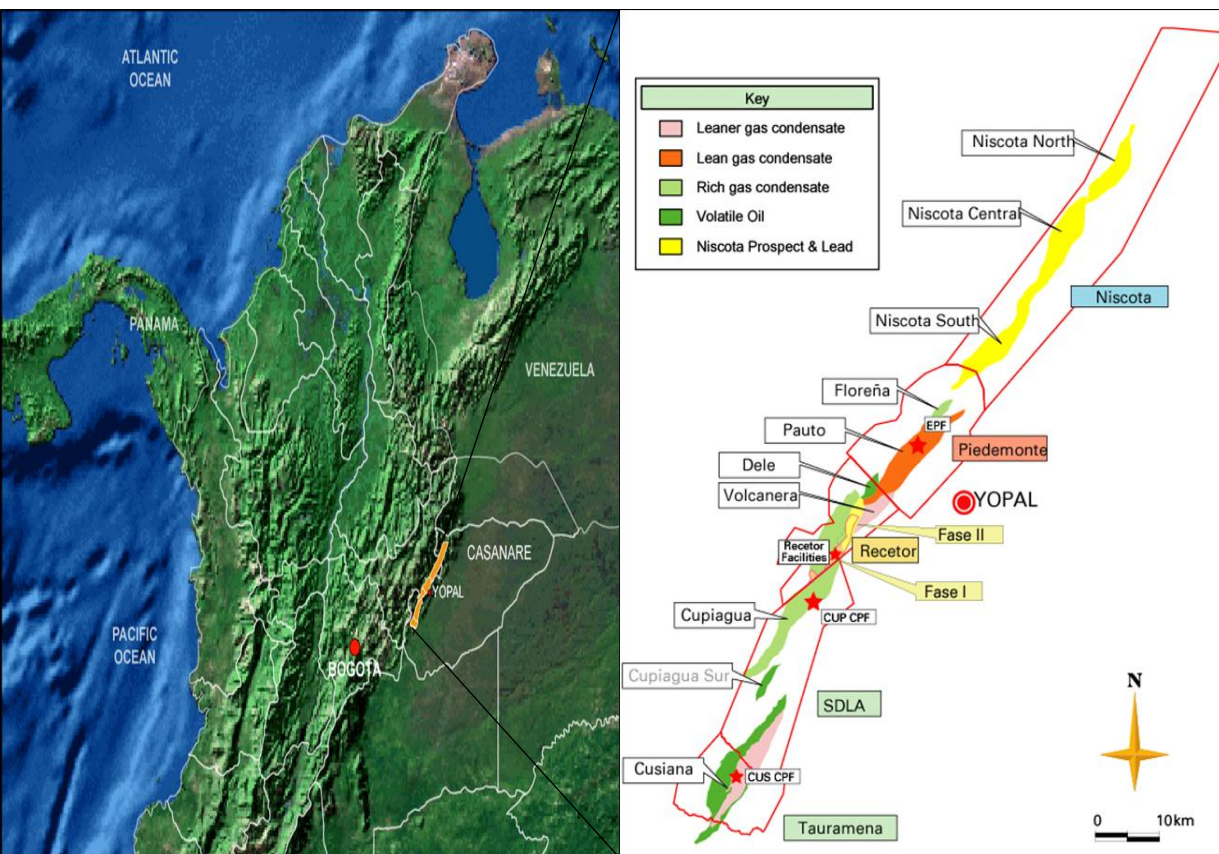 ATLANTIC
OCEAN
PANAMA
VENEZUELA
CASANARE
YOPAL
BOGOTA
PACIFIC
OCEAN
Key
Leaner gas condensate
Lean gas condensate
Rich gas condensate
Volatile Oil
Niscota Prospect & Lead
Niscota North
Niscota Central
Niscota
Niscota South
Floreña
EPF
Pauto
Piedemonte
Dele
Volcanera
YOPAL
Fase II
Recetor
Facilities
Recetor
Fase I
Cupiagua
CUP CPF
Cupiagua Sur
SDLA
Cusiana
CUS CPF
Tauramena
N
0 10km